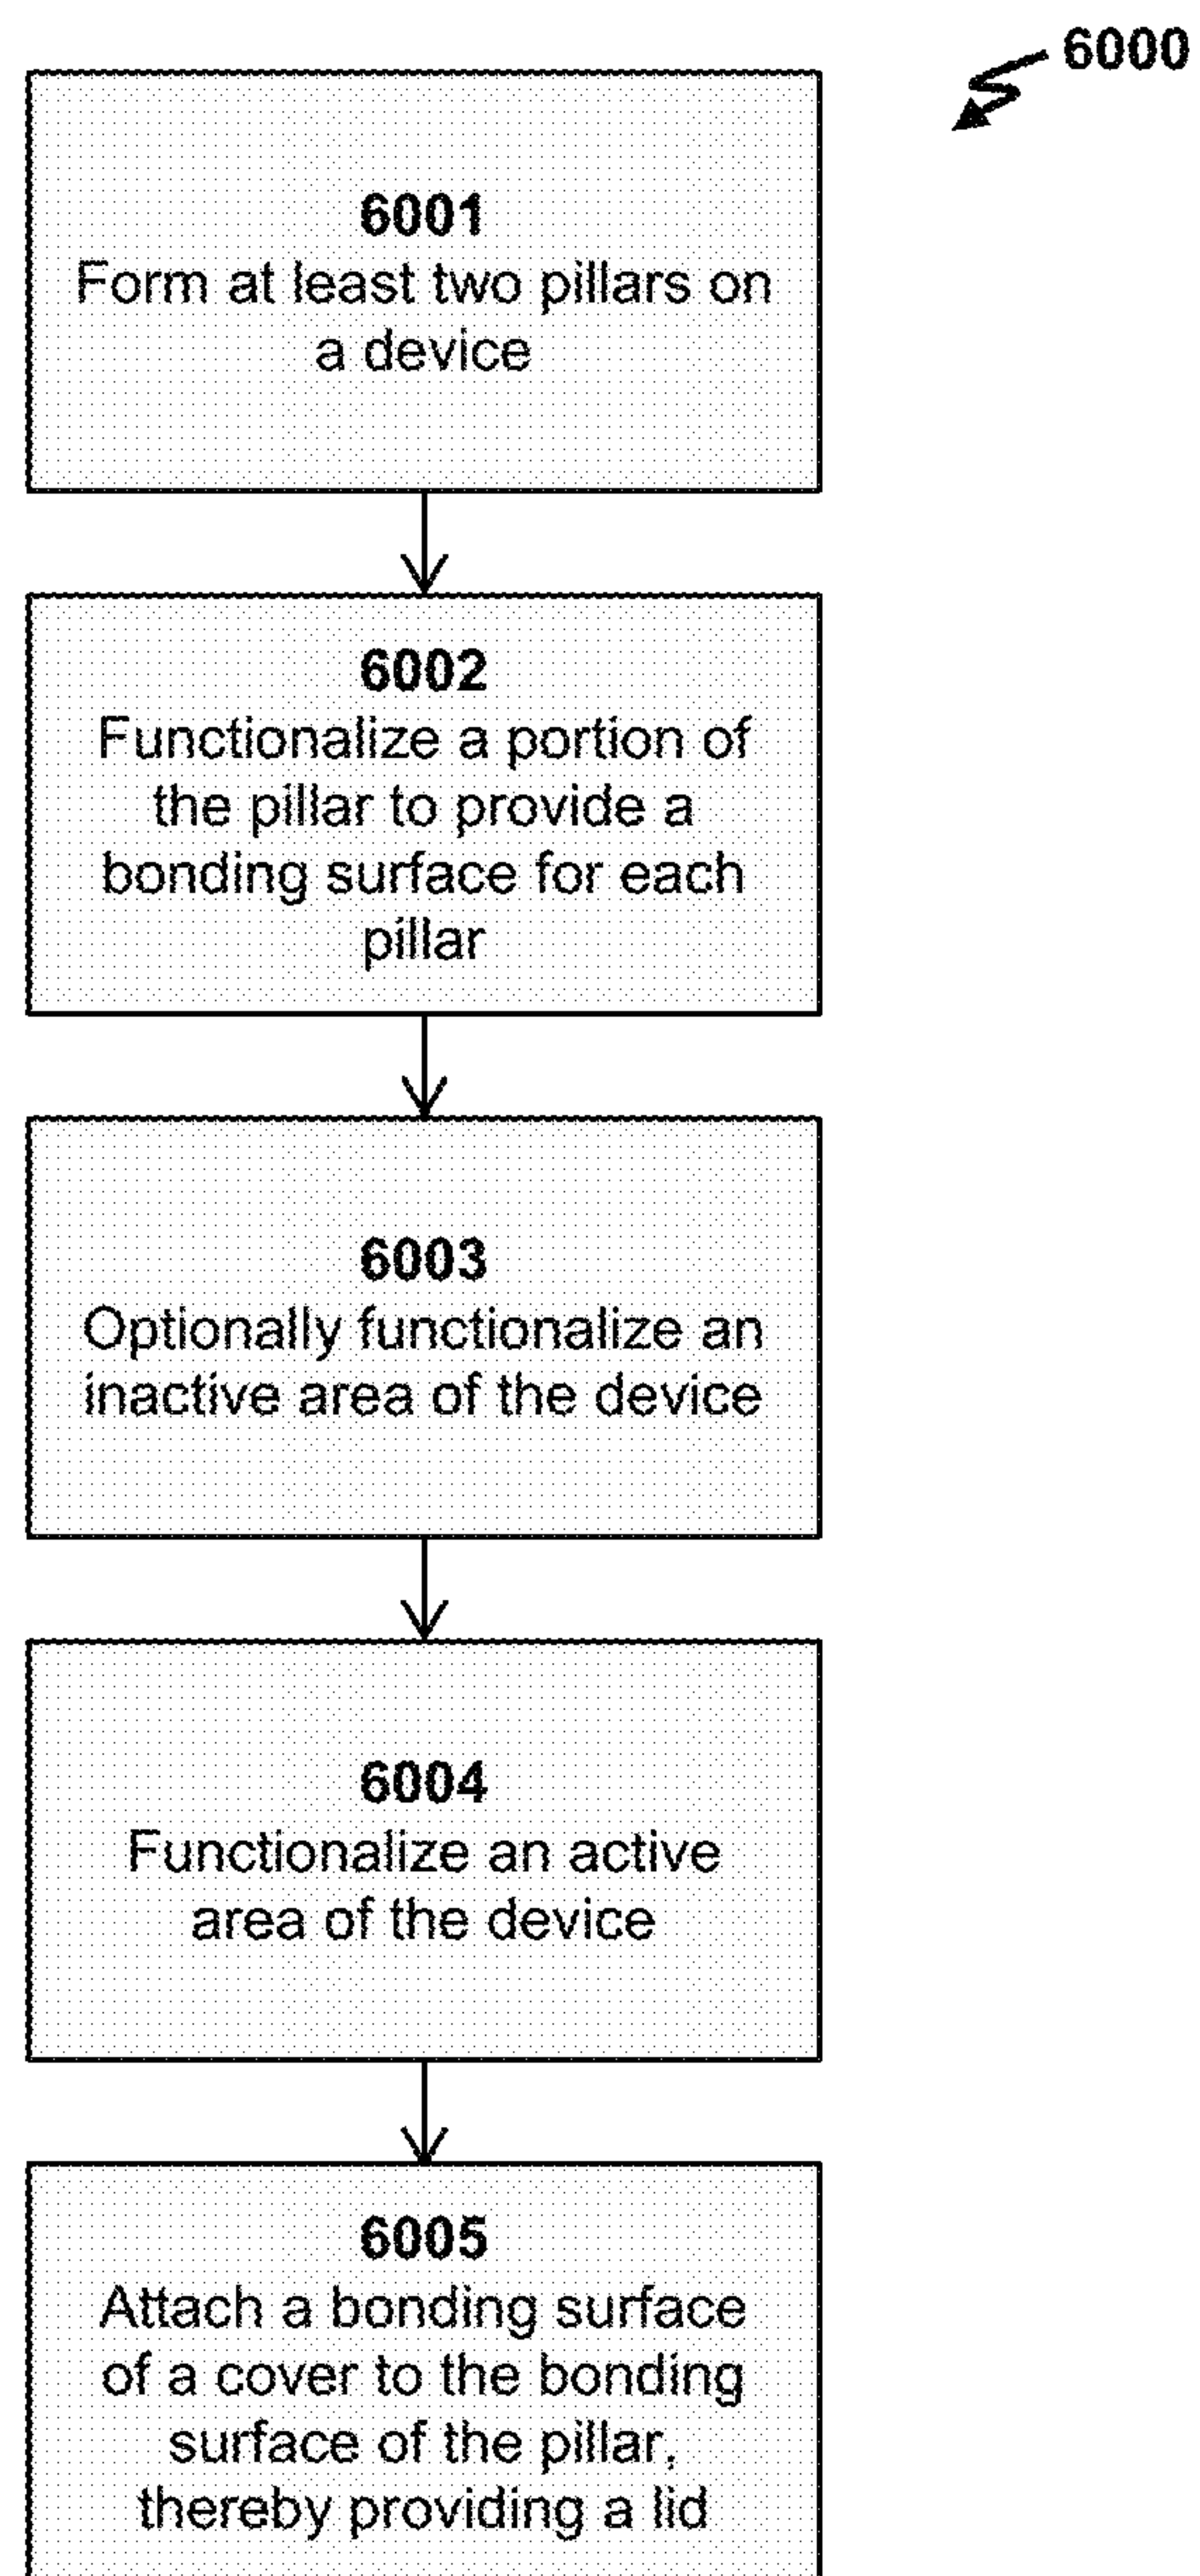 6000
6001
Form at least two pillars on
a device
6002
Functionalize a portion of
the pillar to provide a
bonding surface for each
pillar
6003
Optionally functionalize an
inactive area of the device
6004
Functionalize an active
area of the device
6005
Attach a bonding surface
of a cover to the bonding
surface of the pillar,
thereby providing a lid